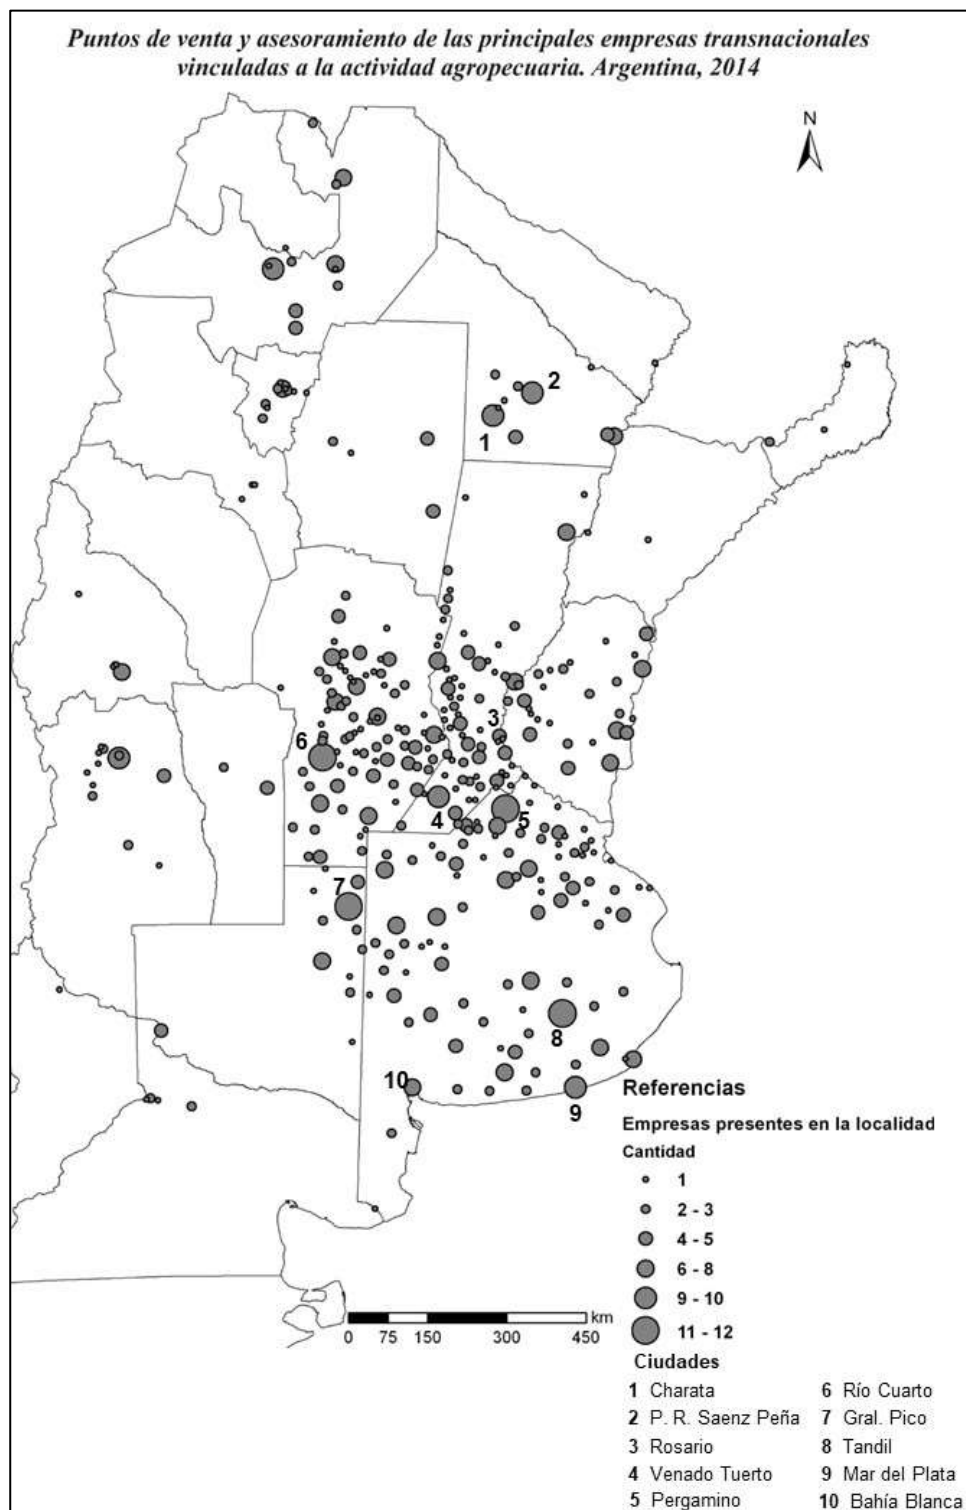 Puntos de venta y asesoramiento de las principales empresas transnacionales
vinculadas a la actividad agropecuaria. Argentina, 2014
N
2
1
3
6
4
5
7
8
10
9
Referencias
Empresas presentes en la localidad
Cantidad
1
2 - 3
4 - 5
6 - 8
9 - 10
11 - 12
km
0 75 150 300 450
Ciudades
1 Charata 6 Río Cuarto
2 P. R. Saenz Peña 7 Gral. Pico
3 Rosario 8 Tandil
4 Venado Tuerto 9 Mar del Plata
5 Pergamino 10 Bahía Blanca